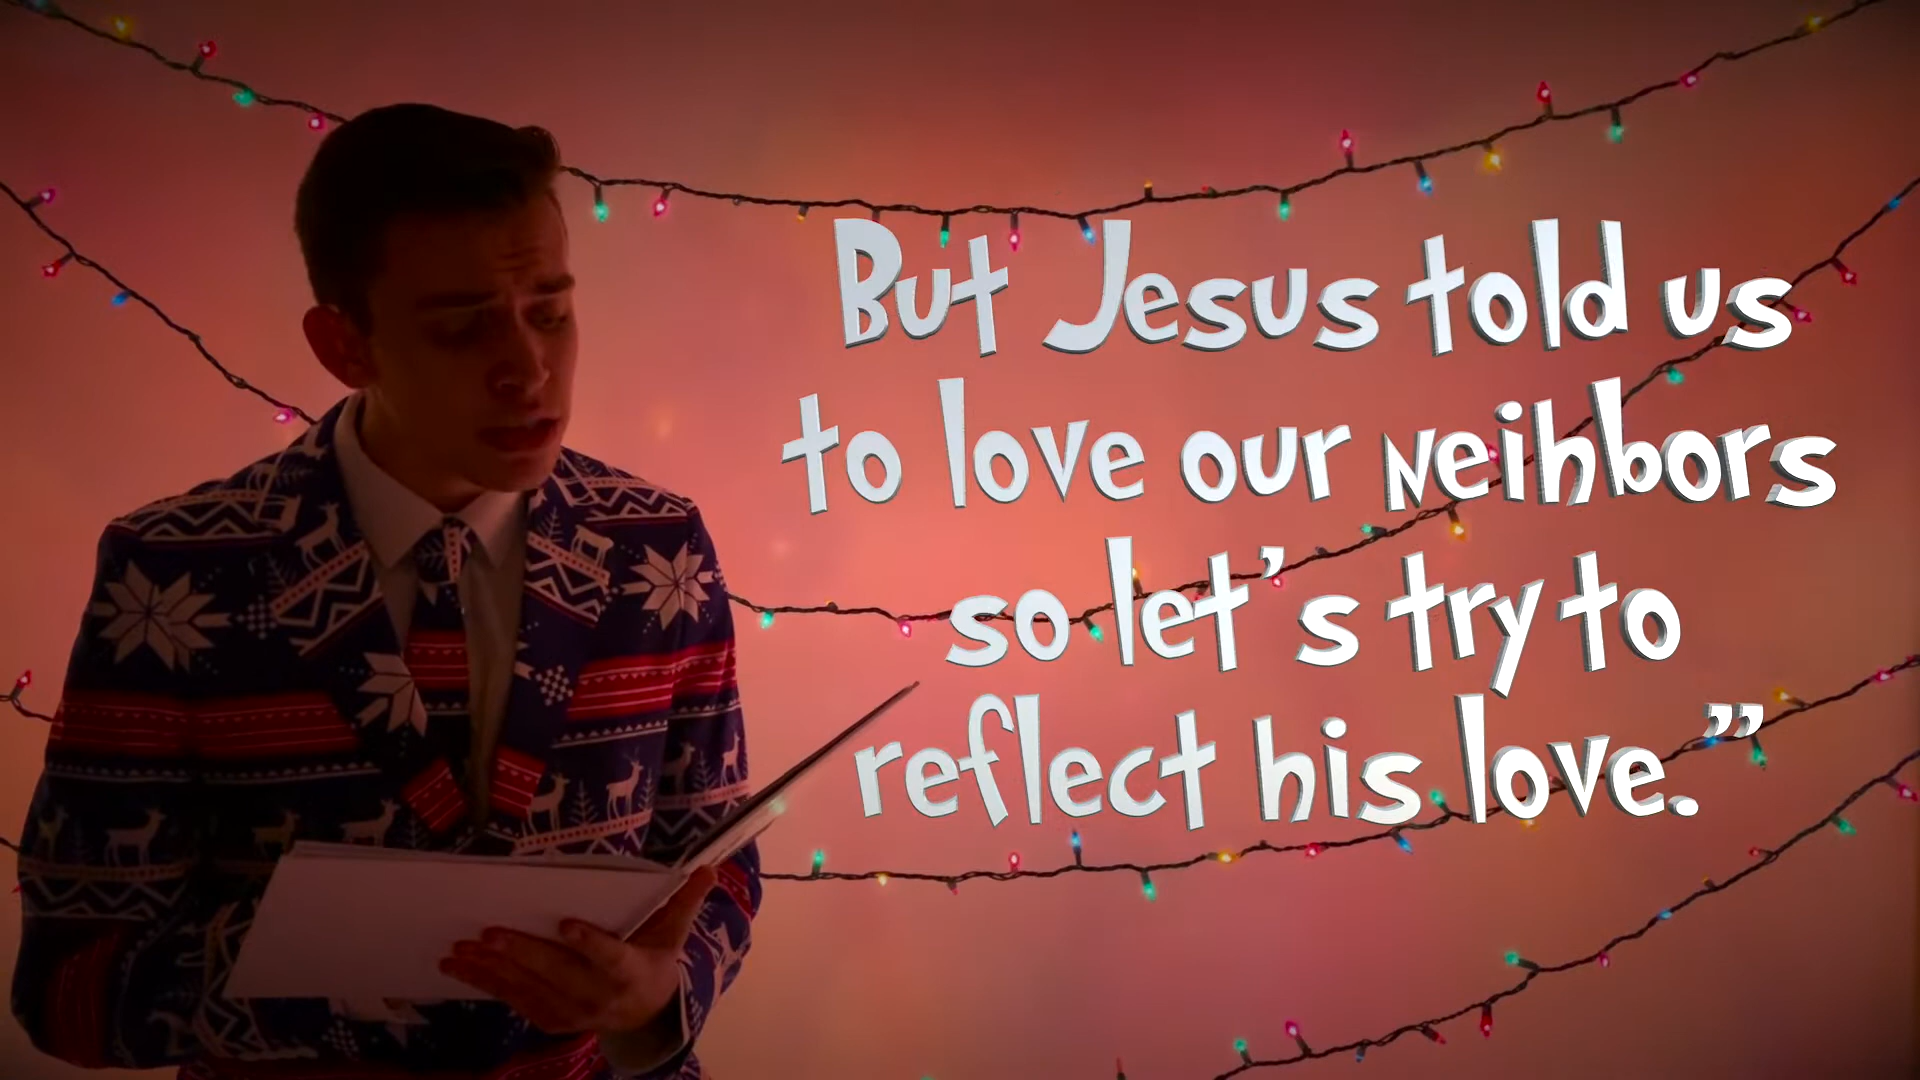 But Jesus told us
to love our neihbors
so let's try to
reflect his love.”